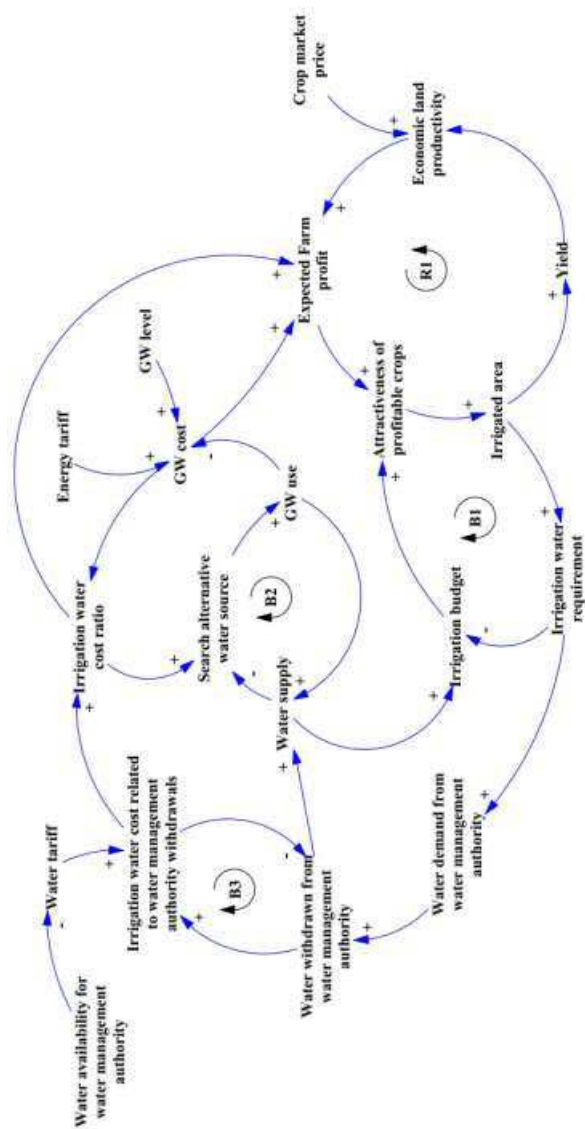 Water availability for
water management
authority
-
Water tariff
+
Irrigation water cost related
to water management
authority withdrawals
+
B3
-
Water withdrawn from
water management
authority
+
Water demand from
water management
authority
+
+
Irrigation water
cost ratio
+
+
Search alternative
water source
-
Water supply
+
+
B2
+
GW use
Energy tariff
+
GW level
+
GW cost
-
+
Irrigation budget
+
-
B1
Irrigation water
requirement
+
Attractiveness of
profitable crops
+
+
Irrigated area
+
Expected Farm
profit
+
+
+
R1
Yield
+
Crop market
price
+
Economic land
productivity